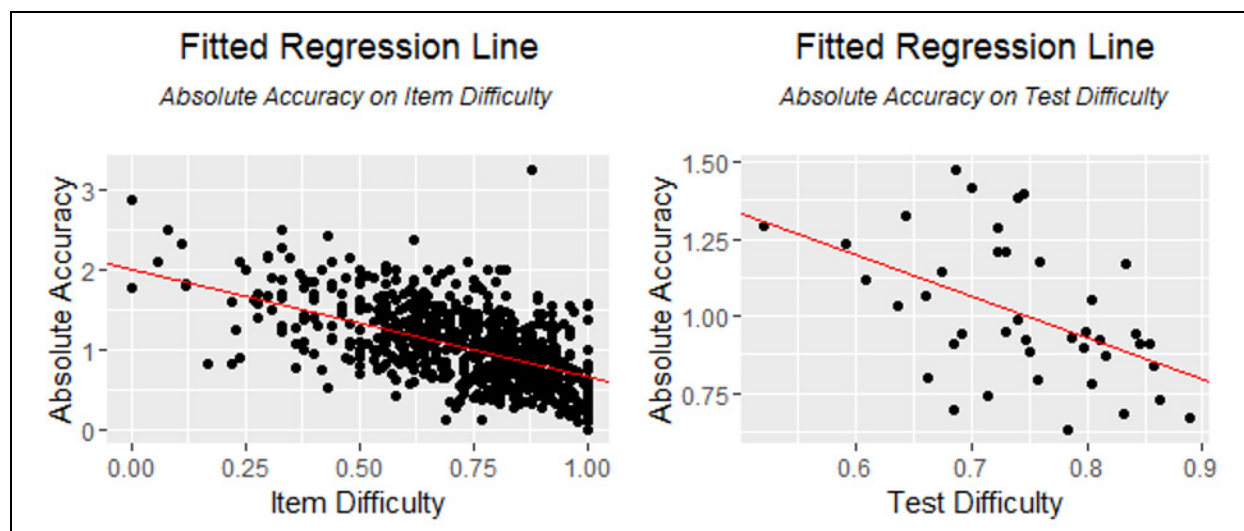 Fitted Regression Line
Absolute Accuracy on Item Difficulty
Absolute Accuracy
3
2
1
0
0.00 0.25 0.50 0.75 1.00
Item Difficulty
Fitted Regression Line
Absolute Accuracy on Test Difficulty
Absolute Accuracy
1.50
1.25
1.00
0.75
0.6 0.7 0.8 0.9
Test Difficulty